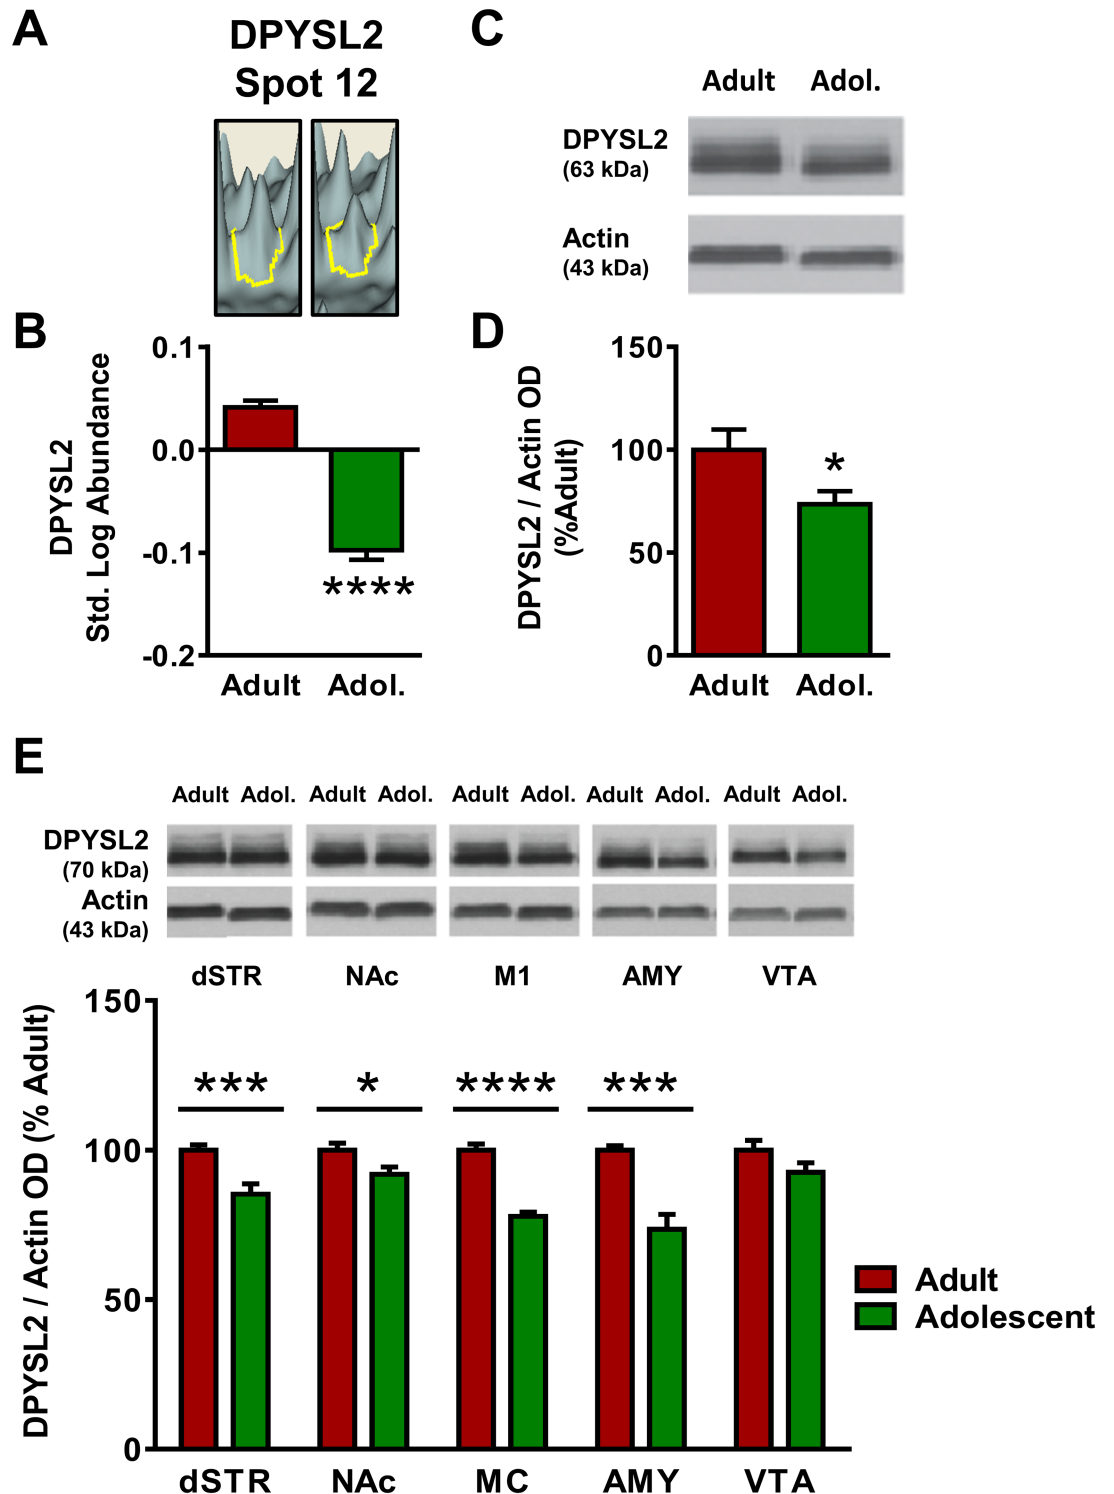 A
DPYSL2
Spot 12
B
DPYSL2
Std. Log Abundance
0.1
0.0
-0.1
-0.2
****
Adult Adol.
C
Adult Adol.
DPYSL2
(63 kDa)
Actin
(43 kDa)
D
DPYSL2 / Actin OD
(%Adult)
150
100
50
0
*
Adult Adol.
E
Adult Adol. Adult Adol. Adult Adol. Adult Adol. Adult Adol.
DPYSL2
(70 kDa)
Actin
(43 kDa)
dSTR NAc M1 AMY VTA
DPYSL2 / Actin OD (% Adult)
150
100
50
0
*** * **** ***
dSTR NAc MC AMY VTA
Adult
Adolescent